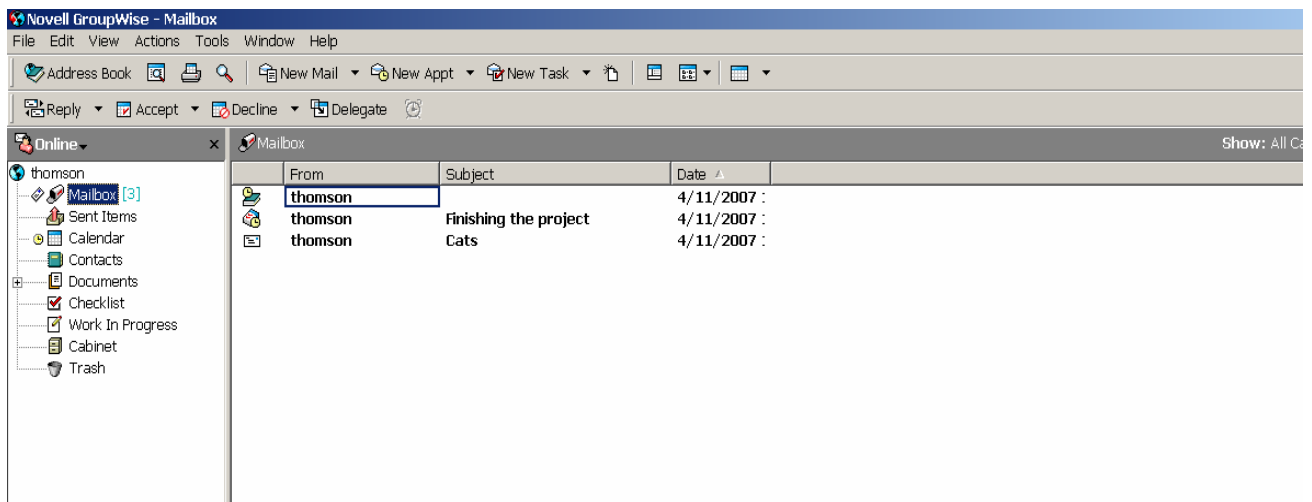 Novell GroupWise - Mailbox
File Edit View Actions Tools Window Help
Address Book New Mail New Appt New Task
Reply Accept Decline Delegate
Online x Mailbox Show: All Ca
thomson
Mailbox [3]
Sent Items
Calendar
Contacts
Documents
Checklist
Work In Progress
Cabinet
Trash
From Subject Date
thomson 4/11/2007 :
thomson Finishing the project 4/11/2007 :
thomson Cats 4/11/2007 :